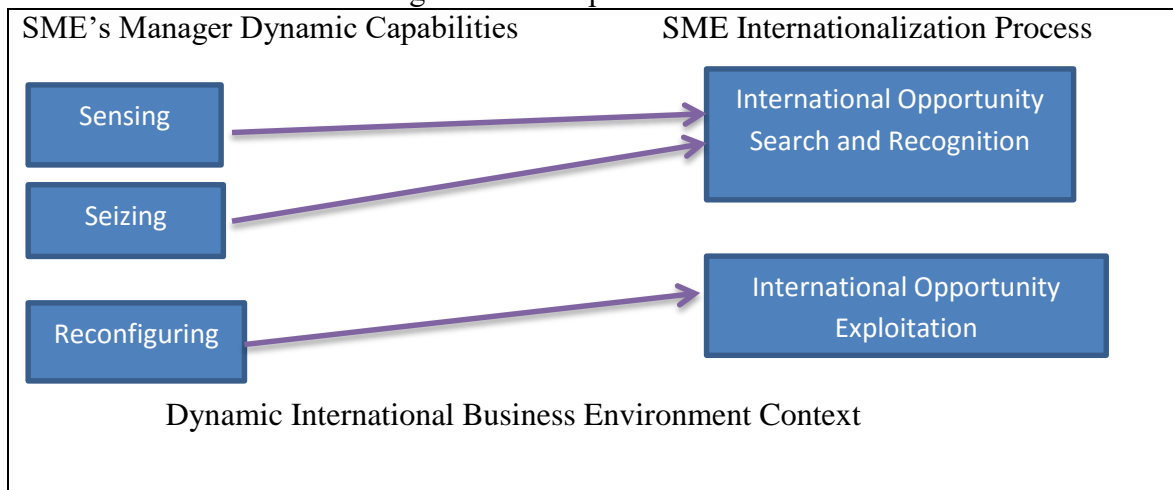 SME's Manager Dynamic Capabilities
SME Internationalization Process
Sensing
Seizing
Reconfiguring
International Opportunity
Search and Recognition
International Opportunity
Exploitation
Dynamic International Business Environment Context